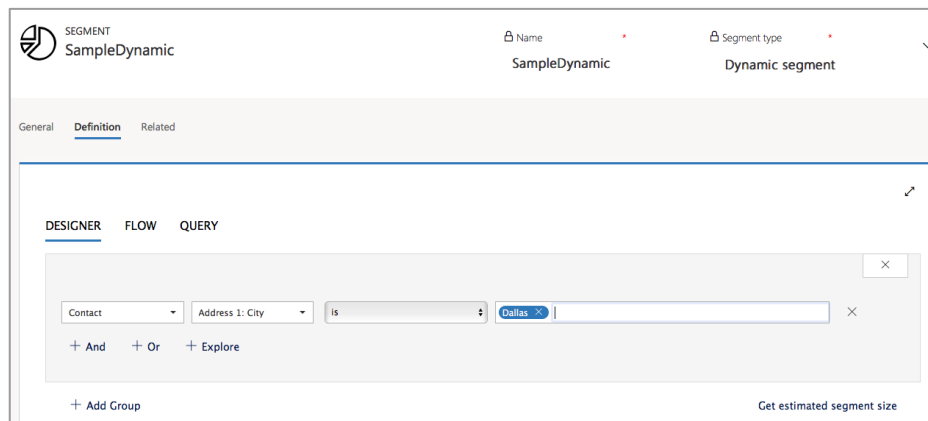 SEGMENT
SampleDynamic
Name *
SampleDynamic
Segment type *
Dynamic segment
General Definition Related
DESIGNER FLOW QUERY
Contact Address 1: City is Dallas
+ And + Or + Explore
+ Add Group Get estimated segment size